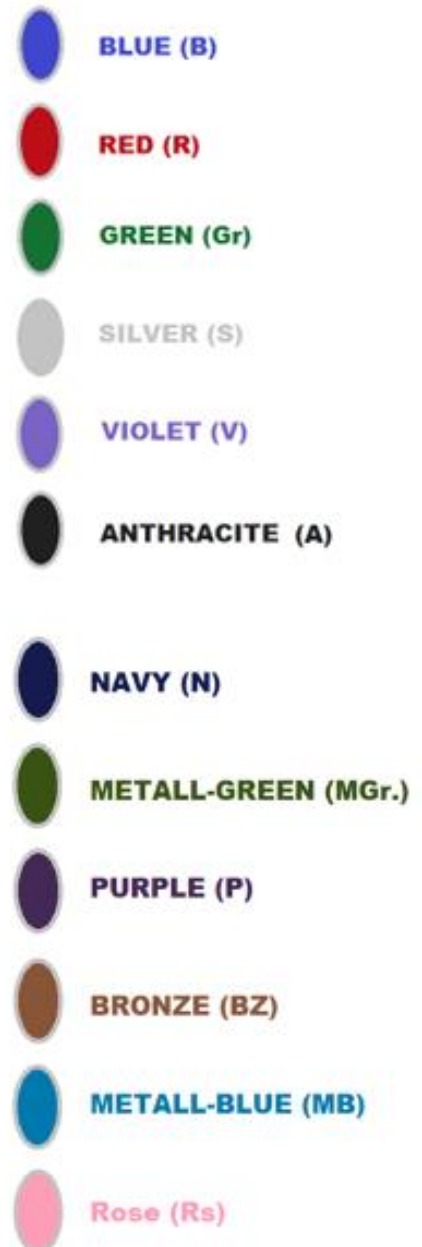 BLUE (B)
RED (R)
GREEN (Gr)
SILVER (S)
VIOLET (V)
ANTHRACITE (A)
NAVY (N)
METALL-GREEN (MGr.)
PURPLE (P)
BRONZE (BZ)
METALL-BLUE (MB)
Rose (Rs)